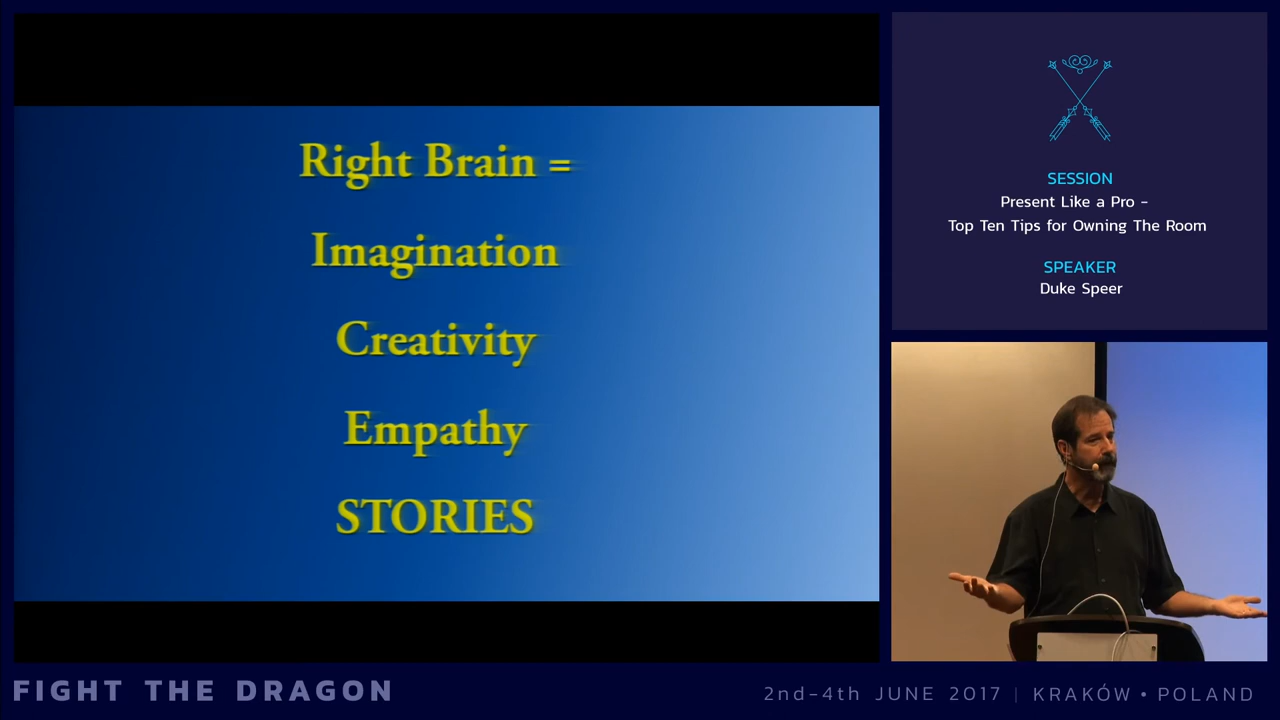 Right Brain =
Imagination
Creativity
Empathy
STORIES
SESSION
Present Like a Pro -
Top Ten Tips for Owning The Room
SPEAKER
Duke Speer
FIGHT THE DRAGON
2nd-4th JUNE 2017 | KRAKÓW • POLAND